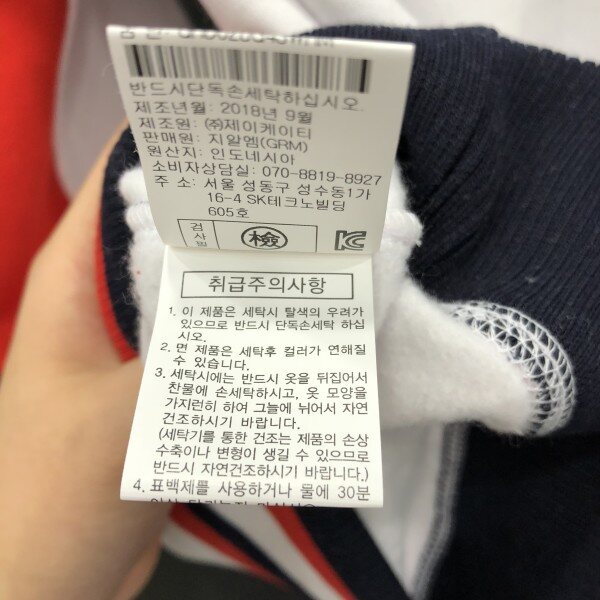 반드시단독손세탁하십시오.
제조년월: 2018년 9월
제조원: ㈜제이케이티
판매원: 지알엠(GRM)
원산지: 인도네시아
소비자상담실: 070-8819-8927
주 소: 서울 성동구 성수동1가
16-4 SK테크노빌딩
605호
검사필 檢
취급주의사항
1. 이 제품은 세탁시 탈색의 우려가
있으므로 반드시 단독손세탁 하십
시오.
2. 면 제품은 세탁후 컬러가 연해질
수 있습니다.
3. 세탁시에는 반드시 옷을 뒤집어서
찬물에 손세탁하시고, 옷 모양을
가지런히 하여 그늘에 뉘어서 자연
건조하시기 바랍니다.
(세탁기를 통한 건조는 제품의 손상
수축이나 변형이 생길 수 있으므로
반드시 자연건조하시기 바랍니다.)
4. 표백제를 사용하거나 물에 30분